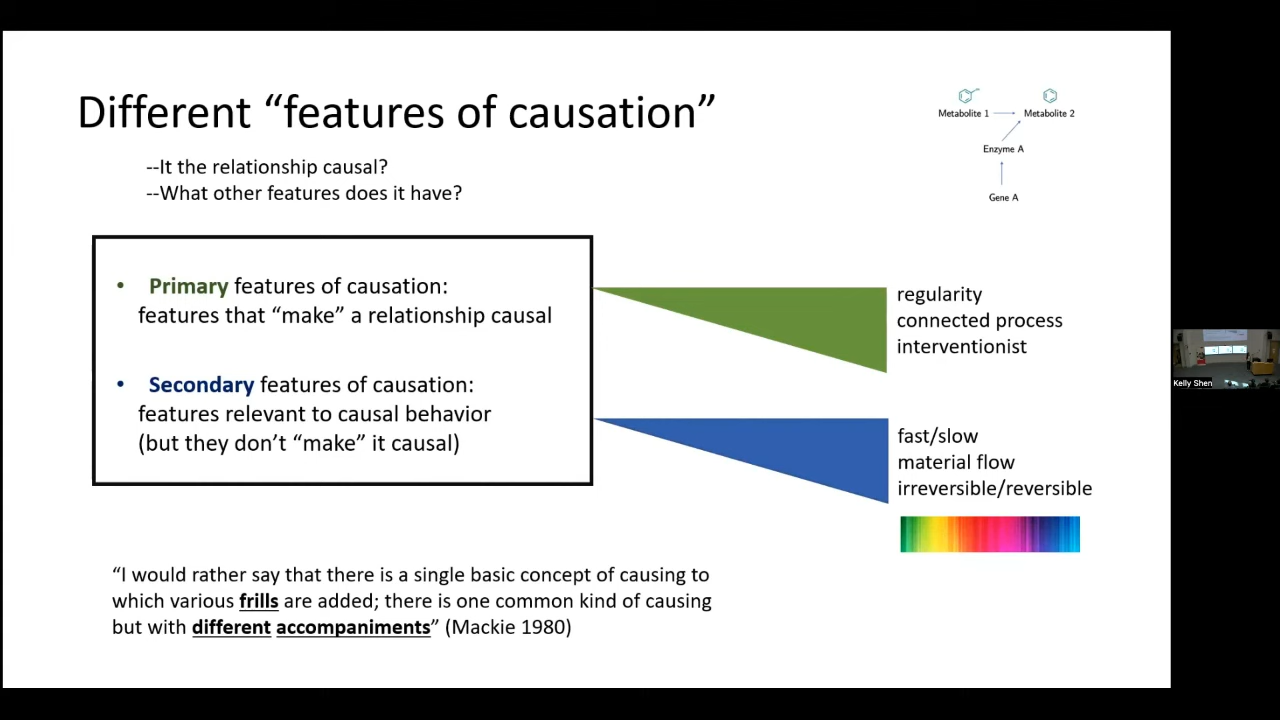 Different “features of causation”
--It the relationship causal?
--What other features does it have?
Metabolite 1
Metabolite 2
Enzyme A
Gene A
• Primary features of causation:
features that “make” a relationship causal
• Secondary features of causation:
features relevant to causal behavior
(but they don’t “make” it causal)
regularity
connected process
interventionist
fast/slow
material flow
irreversible/reversible
“I would rather say that there is a single basic concept of causing to
which various frills are added; there is one common kind of causing
but with different accompaniments” (Mackie 1980)
Kelly Shen